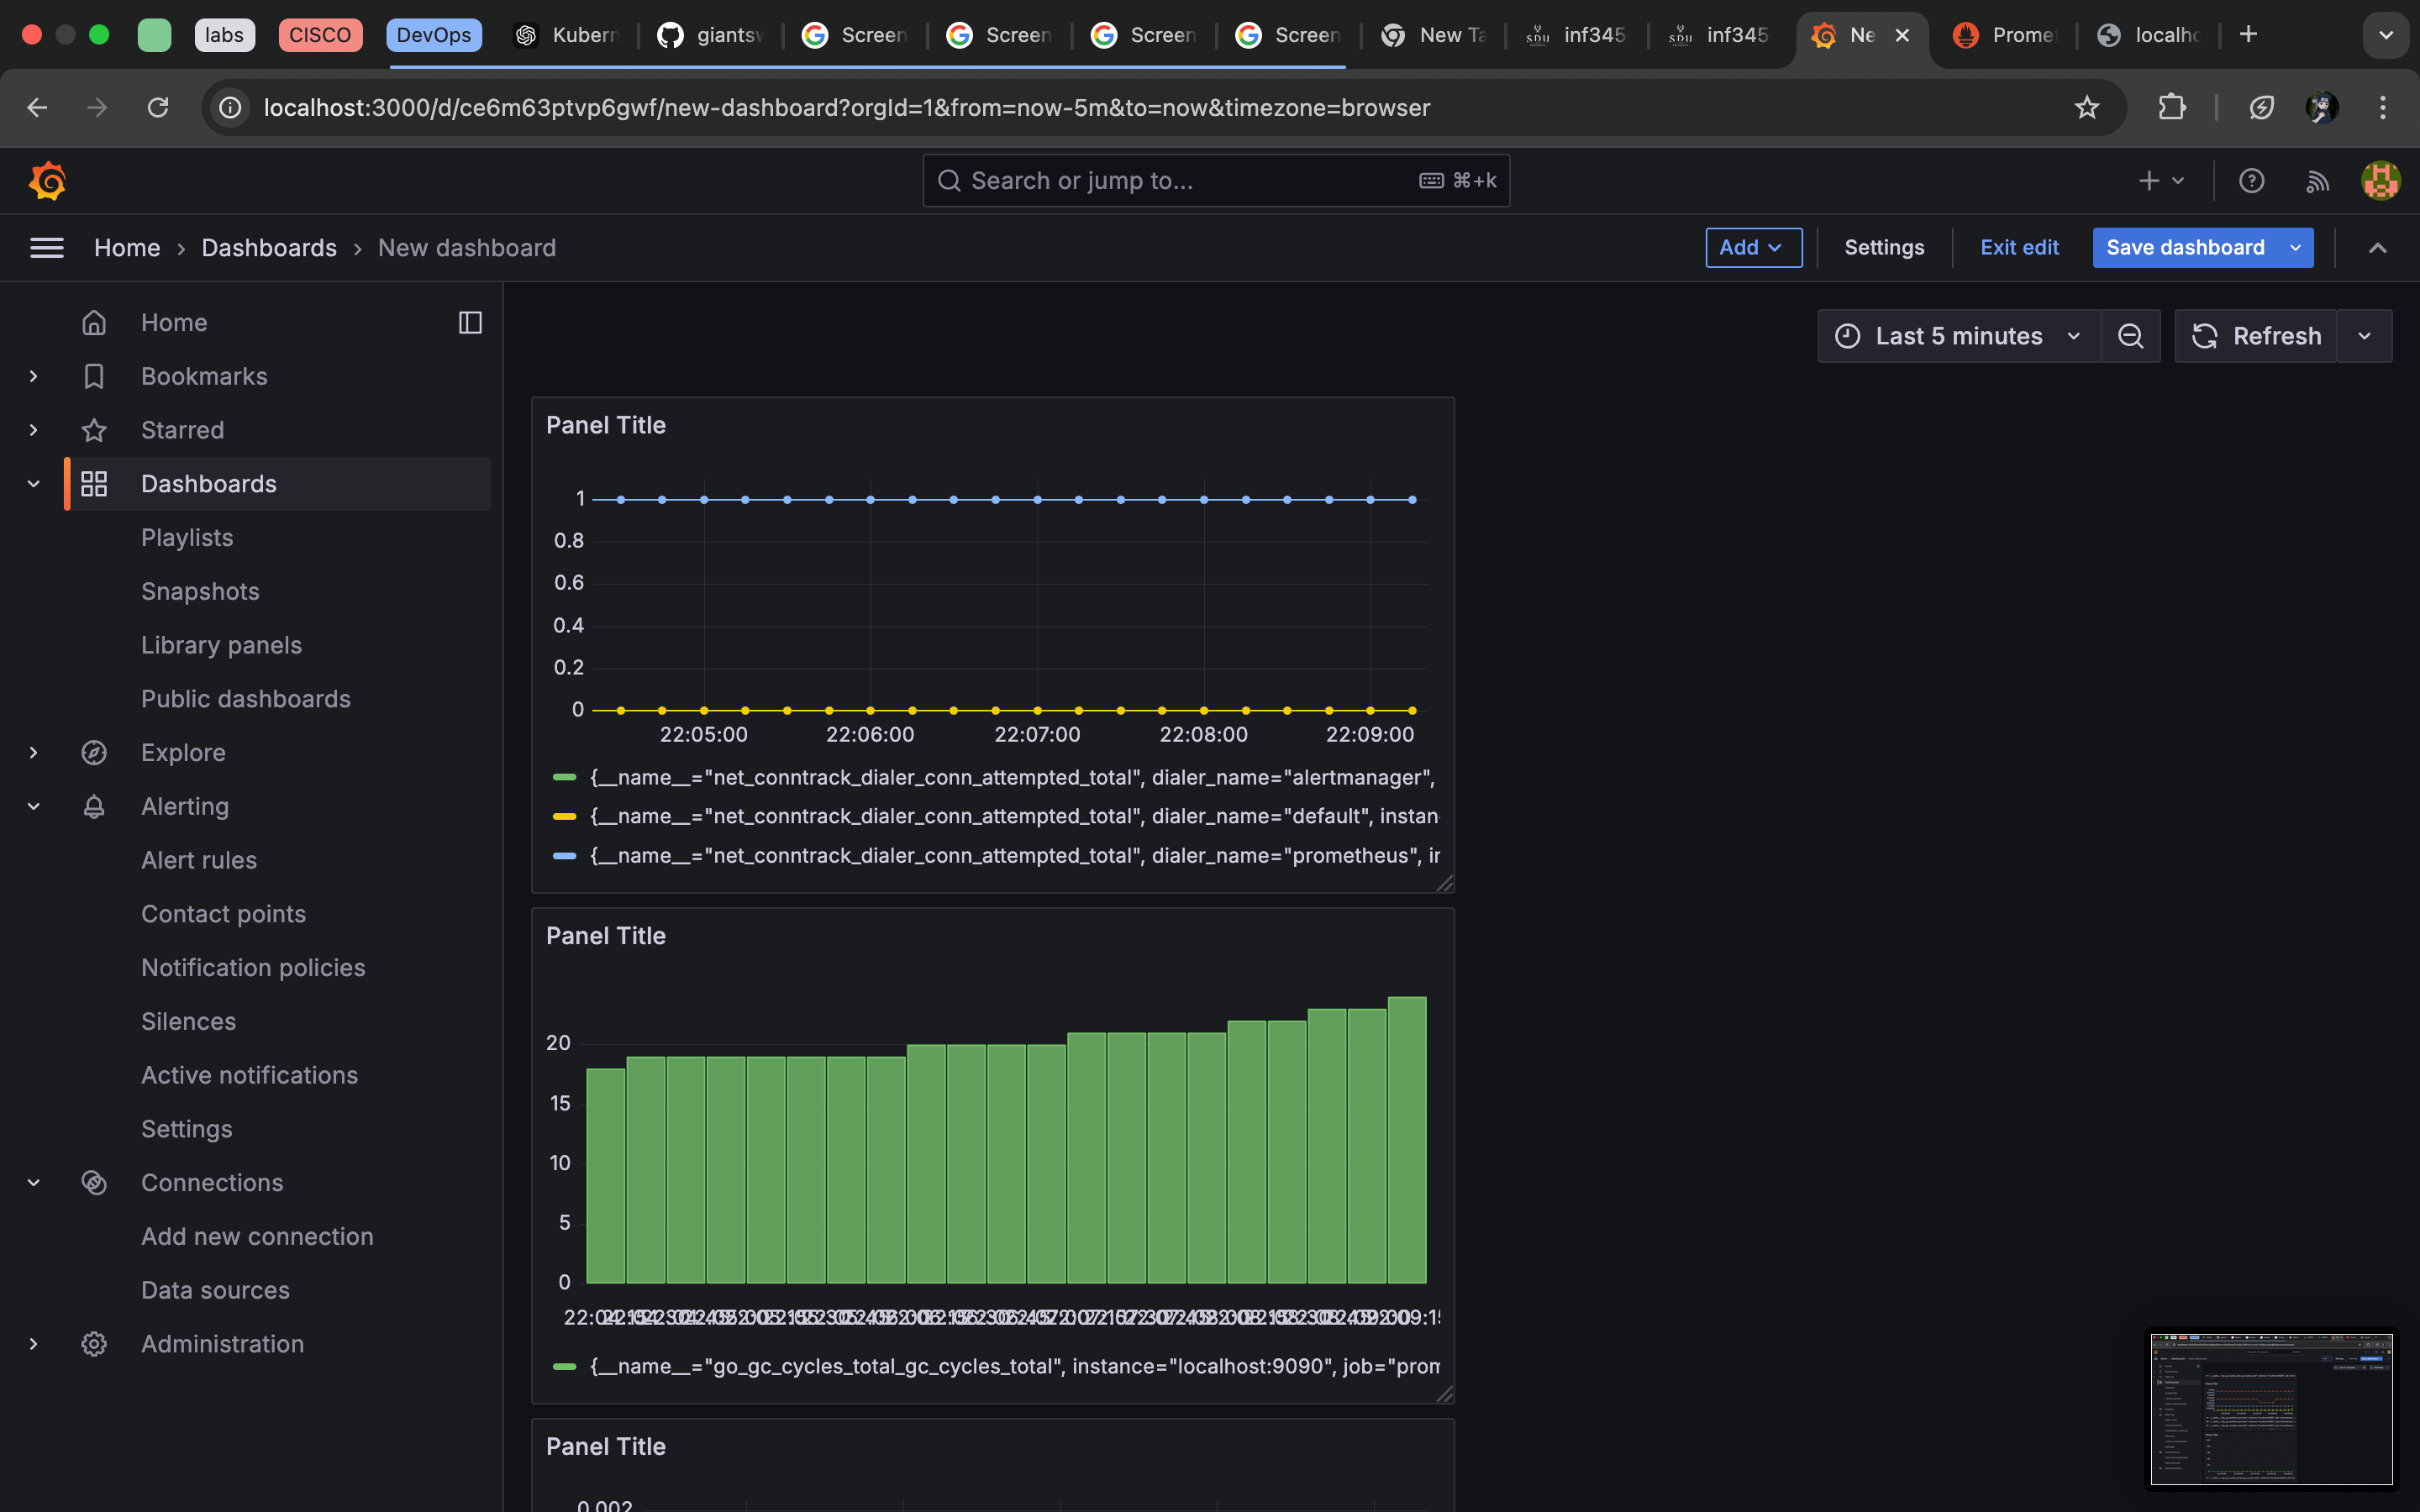 labs CISCO DevOps Kubern giantsw Screen Screen Screen Screen New Ta inf345 inf345 Ne Prome localho
localhost:3000/d/ce6m63ptvp6gwf/new-dashboard?orgId=1&from=now-5m&to=now&timezone=browser
Search or jump to... ⌘+k
Home › Dashboards › New dashboard Add Settings Exit edit Save dashboard
Home
Bookmarks
Starred
Dashboards
Playlists
Snapshots
Library panels
Public dashboards
Explore
Alerting
Alert rules
Contact points
Notification policies
Silences
Active notifications
Settings
Connections
Add new connection
Data sources
Administration
Last 5 minutes Refresh
Panel Title
1
0.8
0.6
0.4
0.2
0
22:05:00 22:06:00 22:07:00 22:08:00 22:09:00
{__name__="net_conntrack_dialer_conn_attempted_total", dialer_name="alertmanager",
{__name__="net_conntrack_dialer_conn_attempted_total", dialer_name="default", instan
{__name__="net_conntrack_dialer_conn_attempted_total", dialer_name="prometheus", in
Panel Title
20
15
10
5
0
{__name__="go_gc_cycles_total_gc_cycles_total", instance="localhost:9090", job="prom
Panel Title
0.002